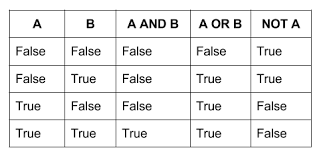 A B A AND B A OR B NOT A
False False False False True
False True False True True
True False False True False
True True True True False